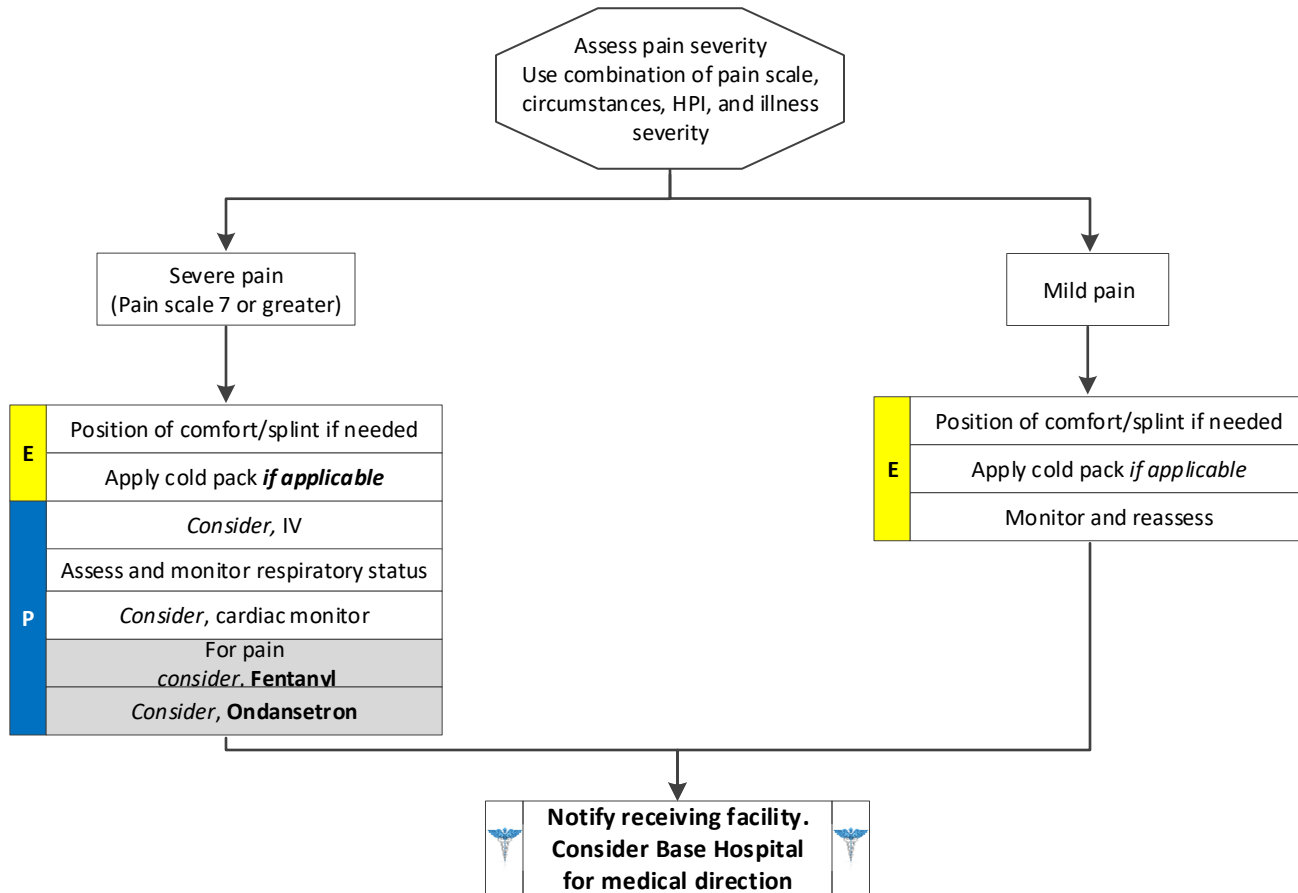 Assess pain severity
Use combination of pain scale,
circumstances, HPI, and illness
severity
Severe pain
(Pain scale 7 or greater)
Mild pain
E
Position of comfort/splint if needed
Apply cold pack if applicable
P
Consider, IV
Assess and monitor respiratory status
Consider, cardiac monitor
For pain
consider, Fentanyl
Consider, Ondansetron
E
Position of comfort/splint if needed
Apply cold pack if applicable
Monitor and reassess
Notify receiving facility.
Consider Base Hospital
for medical direction